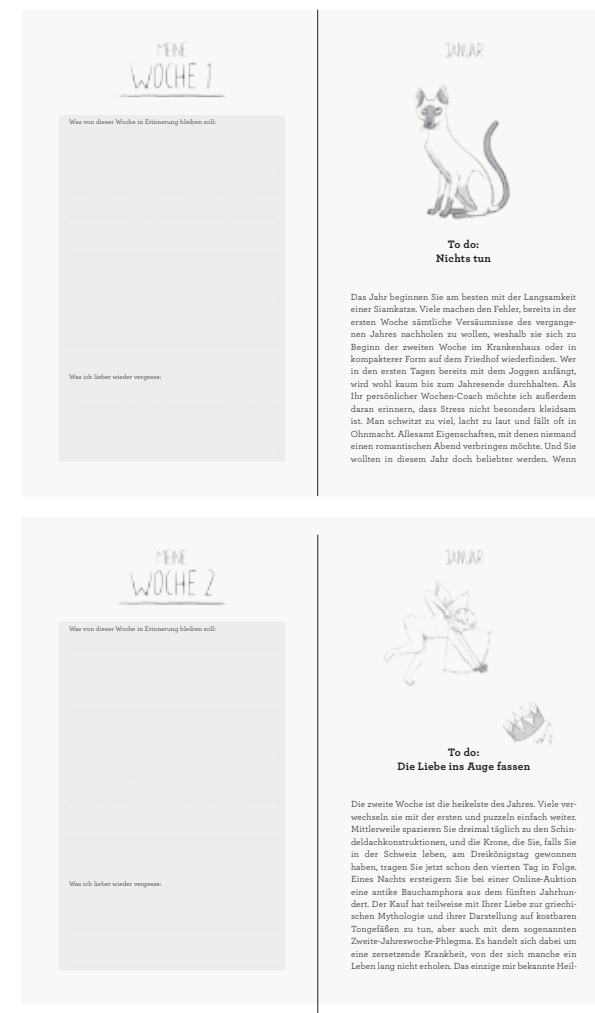 MEINE
WOCHE 1
Was von dieser Woche in Erinnerung bleiben soll:
Was ich lieber wieder vergesse:
JANUAR
To do:
Nichts tun
Das Jahr beginnen Sie am besten mit der Langsamkeit
einer Siamkatze. Viele machen den Fehler, bereits in der
ersten Woche sämtliche Versäumnisse des vergange-
nen Jahres nachholen zu wollen, weshalb sie sich zu
Beginn der zweiten Woche im Krankenhaus oder in
kompakterer Form auf dem Friedhof wiederfinden. Wer
in den ersten Tagen bereits mit dem Joggen anfängt,
wird wohl kaum bis zum Jahresende durchhalten. Als
Ihr persönlicher Wochen-Coach möchte ich außerdem
daran erinnern, dass Stress nicht besonders kleidsam
ist. Man schwitzt zu viel, lacht zu laut und fällt oft in
Ohnmacht. Allesamt Eigenschaften, mit denen niemand
einen romantischen Abend verbringen möchte. Und Sie
wollten in diesem Jahr doch beliebter werden. Wenn
MEINE
WOCHE 2
Was von dieser Woche in Erinnerung bleiben soll:
Was ich lieber wieder vergesse:
JANUAR
To do:
Die Liebe ins Auge fassen
Die zweite Woche ist die heikelste des Jahres. Viele ver-
wechseln sie mit der ersten und puzzeln einfach weiter.
Mittlerweile spazieren Sie dreimal täglich zu den Schin-
deldachkonstruktionen, und die Krone, die Sie, falls Sie
in der Schweiz leben, am Dreikönigstag gewonnen
haben, tragen Sie jetzt schon den vierten Tag in Folge.
Eines Nachts ersteigern Sie bei einer Online-Auktion
eine antike Bauchamphora aus dem fünften Jahrhun-
dert. Der Kauf hat teilweise mit Ihrer Liebe zur griechi-
schen Mythologie und ihrer Darstellung auf kostbaren
Tongefäßen zu tun, aber auch mit dem sogenannten
Zweite-Jahreswoche-Phlegma. Es handelt sich dabei um
eine zersetzende Krankheit, von der sich manche ein
Leben lang nicht erholen. Das einzige mir bekannte Heil-